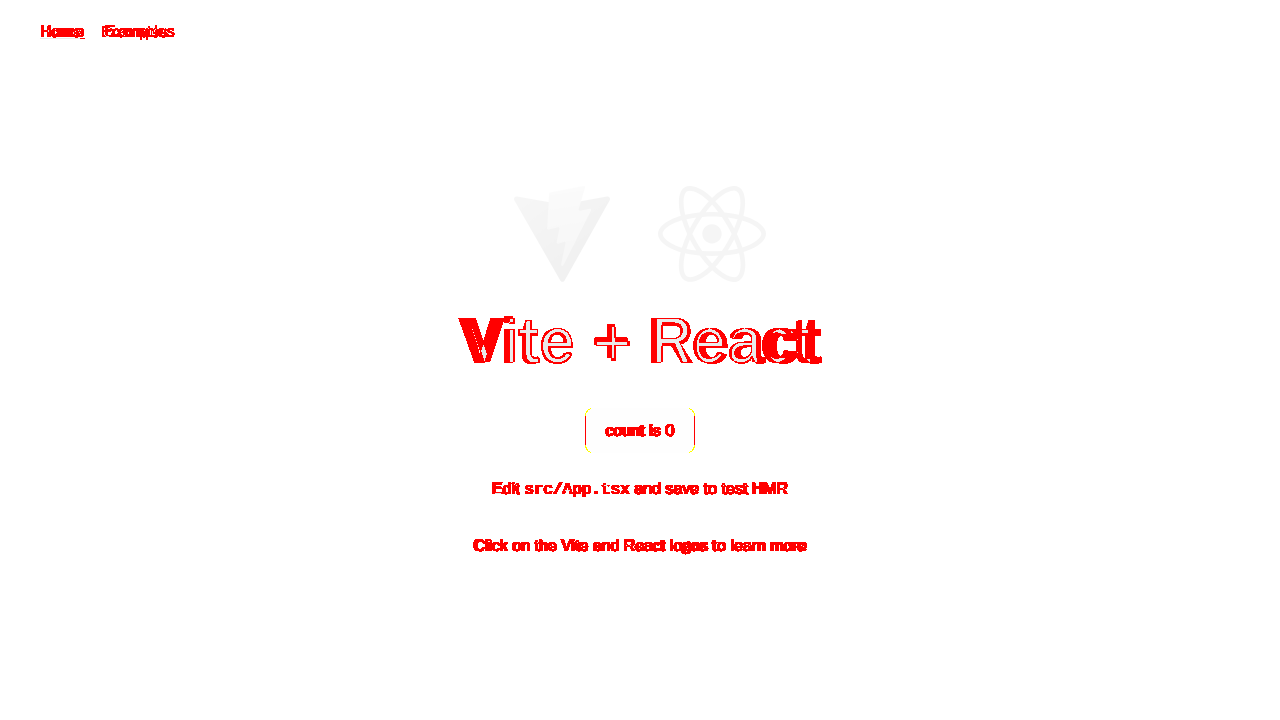 Home Examples
Vite + React
count is 0
Edit src/App.tsx and save to test HMR
Click on the Vite and React logos to learn more